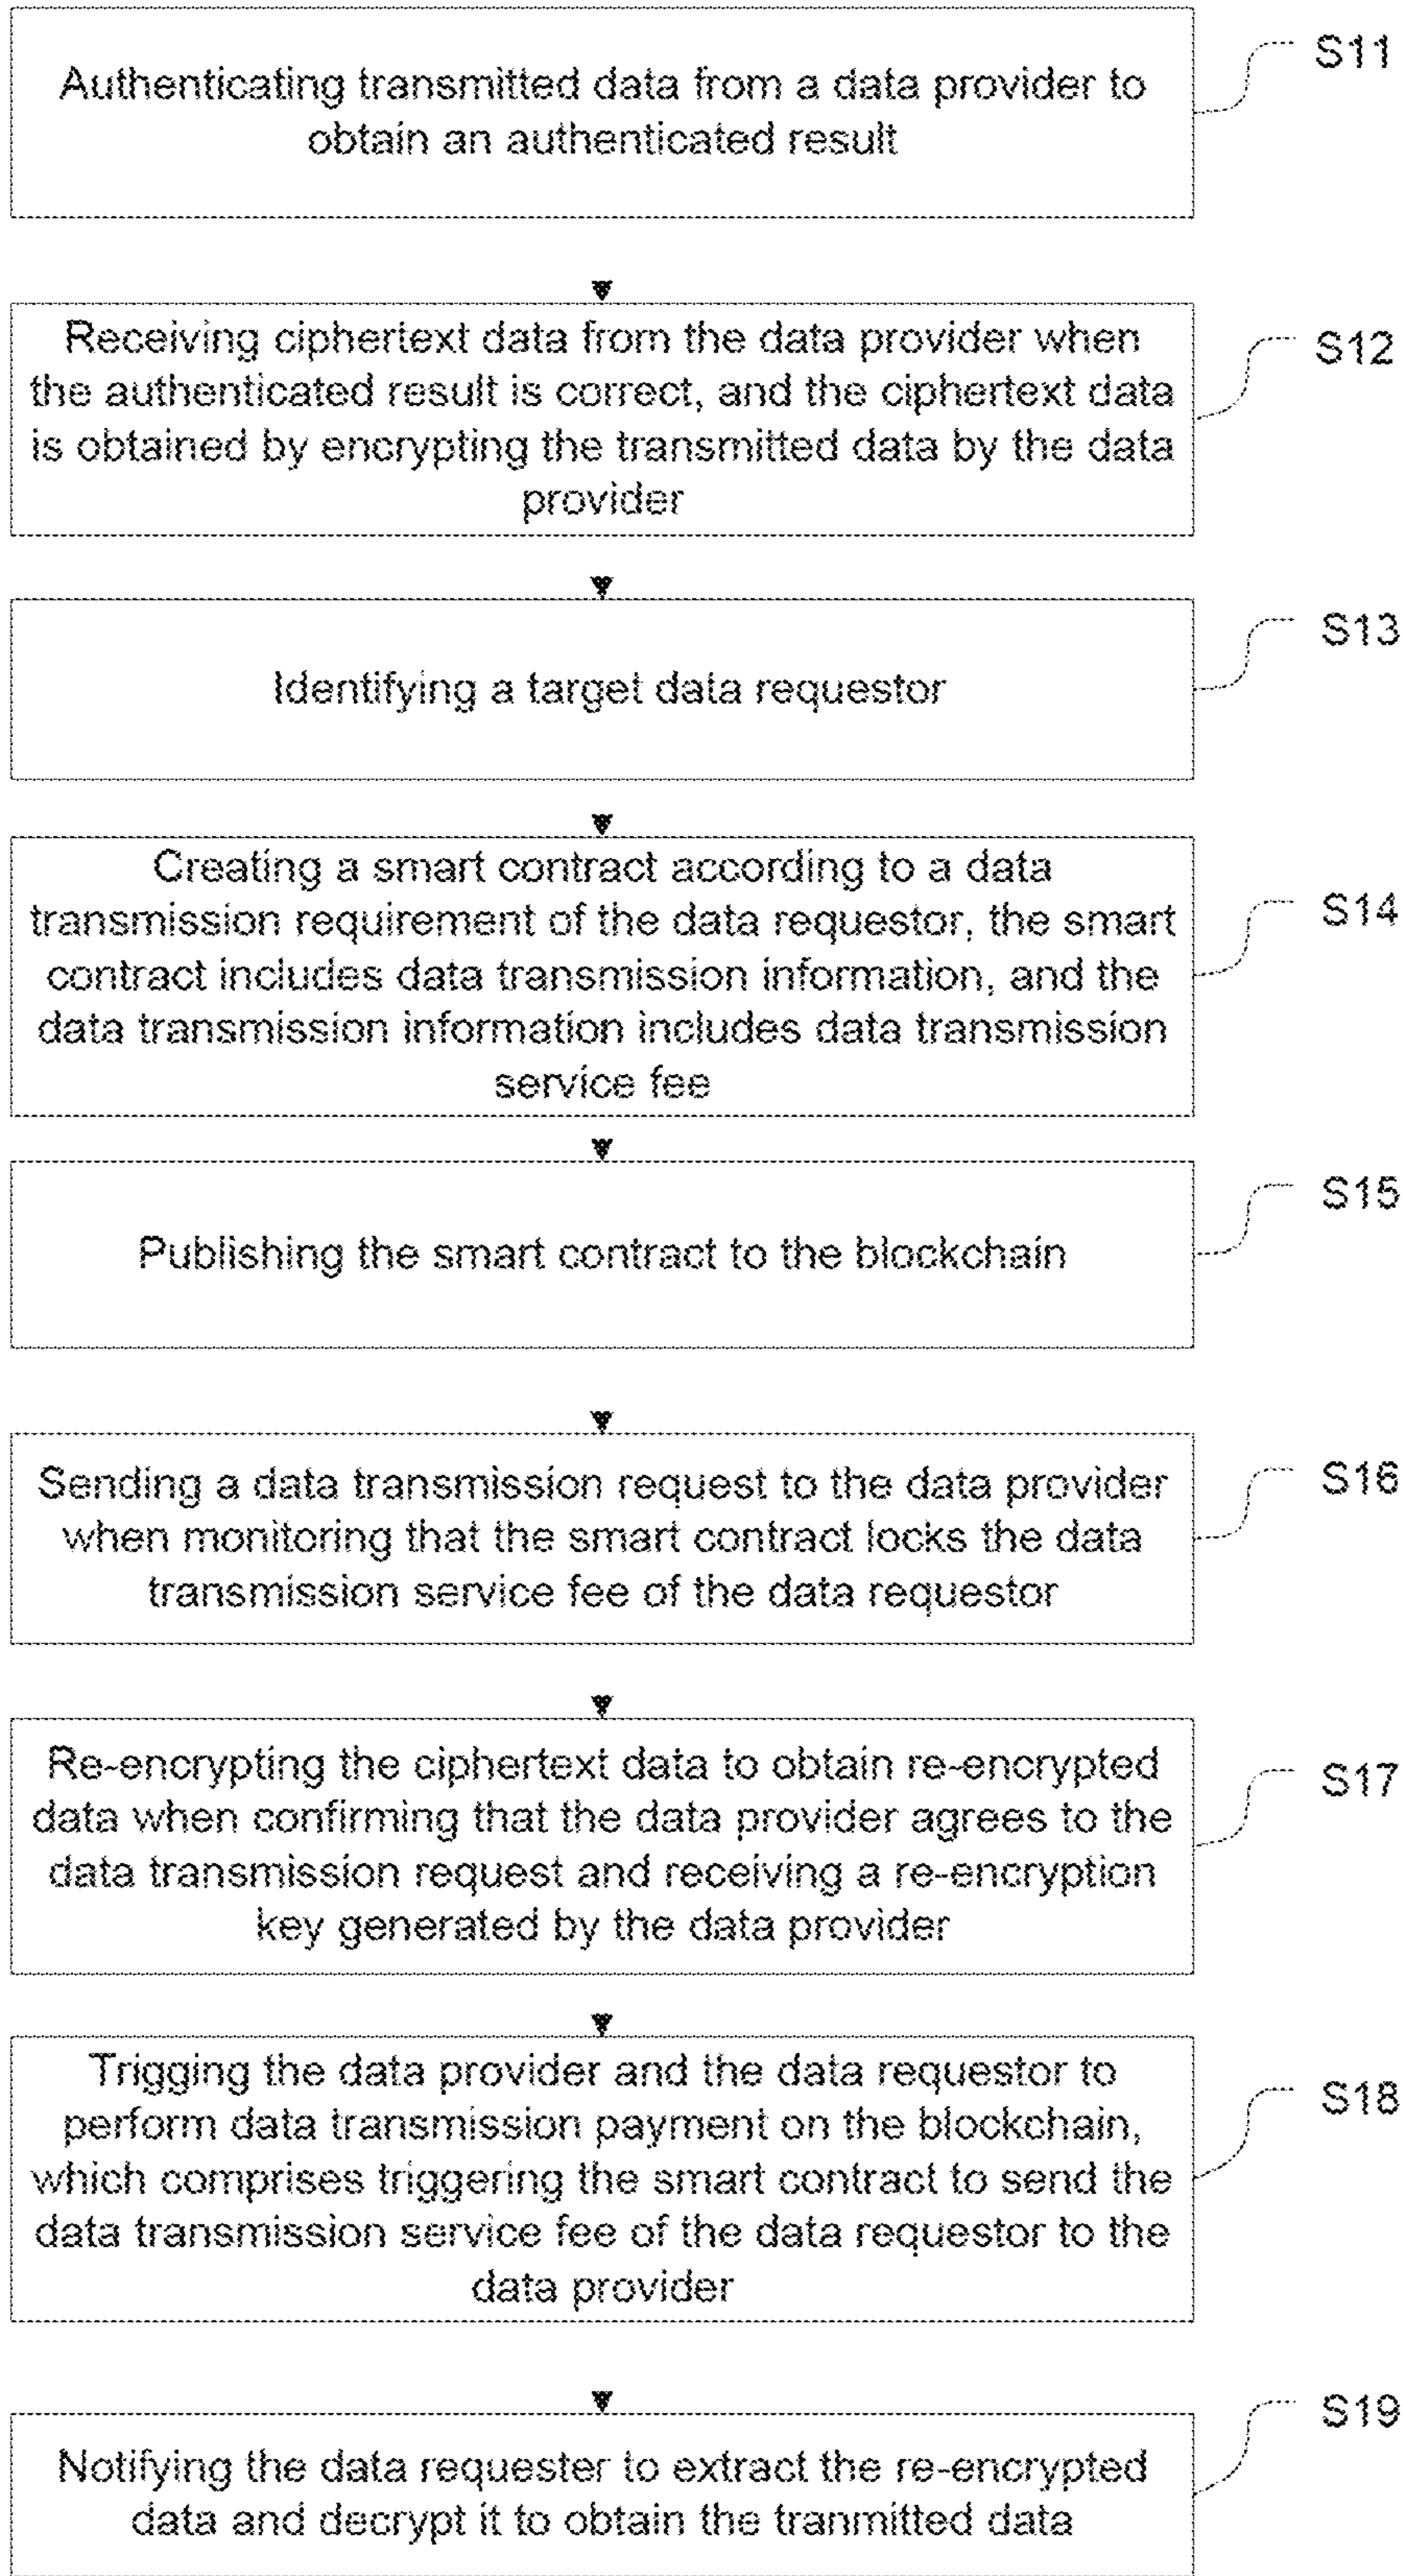 Authenticating transmitted data from a data provider to
obtain an authenticated result
S11
Receiving ciphertext data from the data provider when
the authenticated result is correct, and the ciphertext data
is obtained by encrypting the transmitted data by the data
provider
S12
Identifying a target data requestor
S13
Creating a smart contract according to a data
transmission requirement of the data requestor, the smart
contract includes data transmission information, and the
data transmission information includes data transmission
service fee
S14
Publishing the smart contract to the blockchain
S15
Sending a data transmission request to the data provider
when monitoring that the smart contract locks the data
transmission service fee of the data requestor
S16
Re-encrypting the ciphertext data to obtain re-encrypted
data when confirming that the data provider agrees to the
data transmission request and receiving a re-encryption
key generated by the data provider
S17
Trigging the data provider and the data requestor to
perform data transmission payment on the blockchain,
which comprises triggering the smart contract to send the
data transmission service fee of the data requestor to the
data provider
S18
Notifying the data requester to extract the re-encrypted
data and decrypt it to obtain the tranmitted data
S19